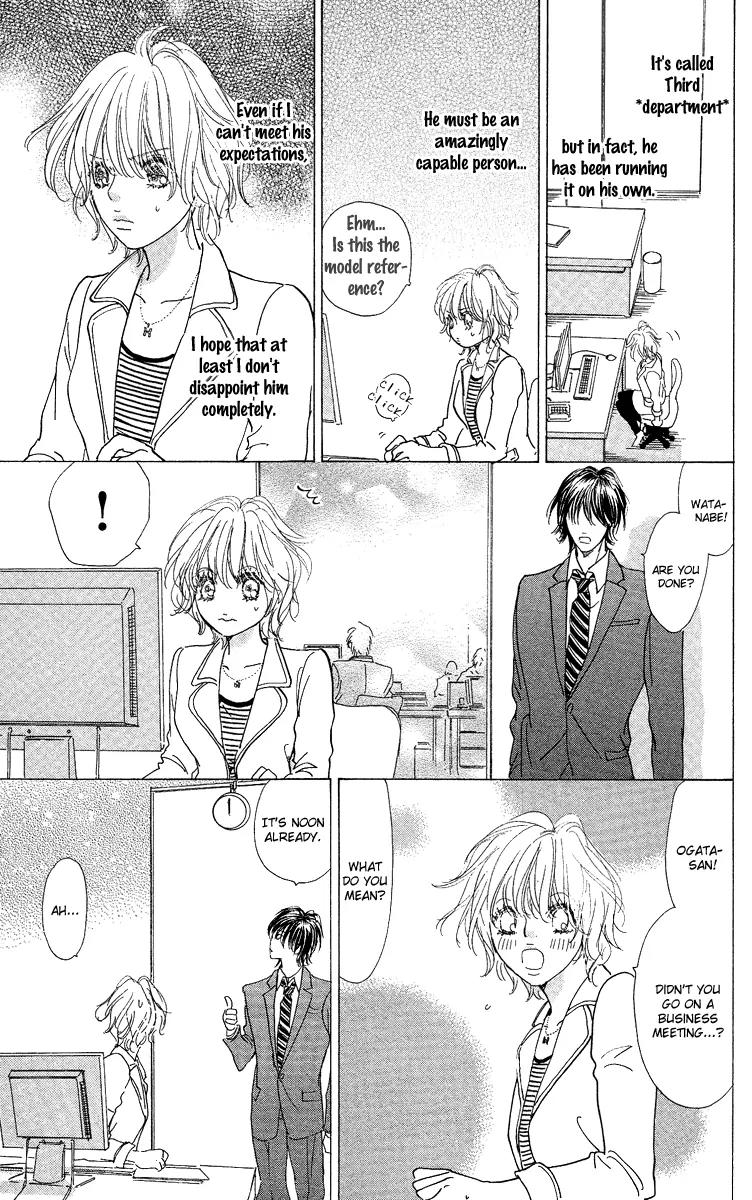 It's called
Third
*department*
but in fact, he
has been running
it on his own.
He must be an
amazingly
capable person...
Ehm...
Is this the
model refer-
ence?
click
click
Even if I
can't meet his
expectations,
I hope that at
least I don't
disappoint him
completely.
WATA-
NABE!
ARE YOU
DONE?
!
OGATA-
SAN!
DIDN'T YOU
GO ON A
BUSINESS
MEETING...?
WHAT
DO YOU
MEAN?
IT'S NOON
ALREADY.
AH...